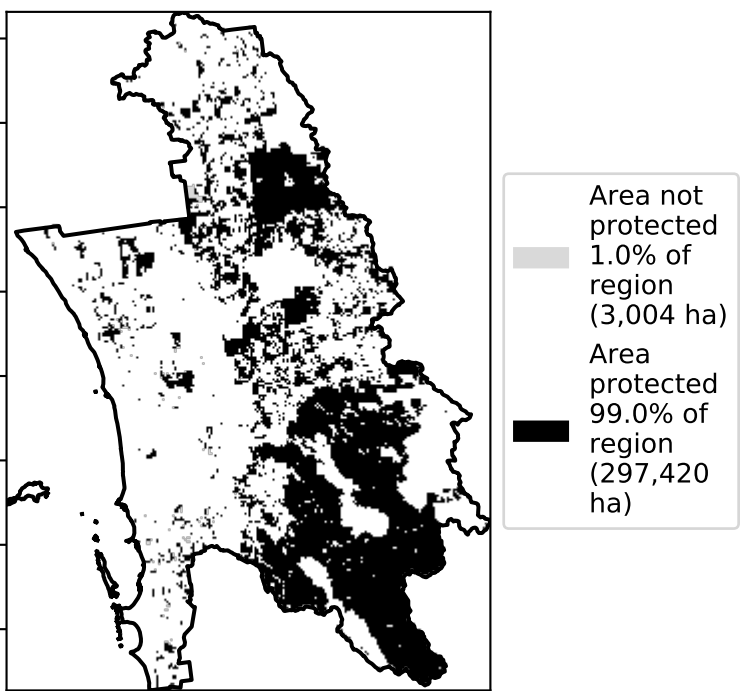 Area not
protected
1.0% of
region
(3,004 ha)
Area
protected
99.0% of
region
(297,420
ha)